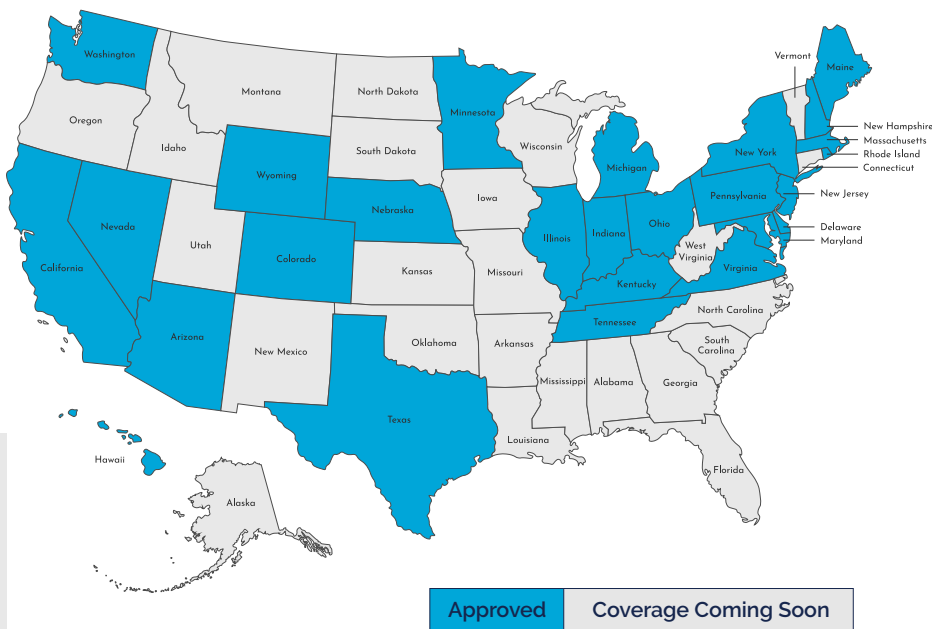 Washington
Vermont
Maine
Montana
North Dakota
Minnesota
Oregon
New Hampshire
Massachusetts
Idaho
South Dakota
Wisconsin
New York
Rhode Island
Connecticut
Michigan
Wyoming
New Jersey
Pennsylvania
Iowa
Nebraska
Nevada
Ohio
Delaware
Illinois
Indiana
Maryland
Utah
West
Virginia
California
Colorado
Kansas
Missouri
Virginia
Kentucky
North Carolina
Tennessee
Arizona
New Mexico
Oklahoma
Arkansas
South
Carolina
Mississippi
Alabama
Georgia
Texas
Louisiana
Hawaii
Florida
Alaska
Approved
Coverage Coming Soon